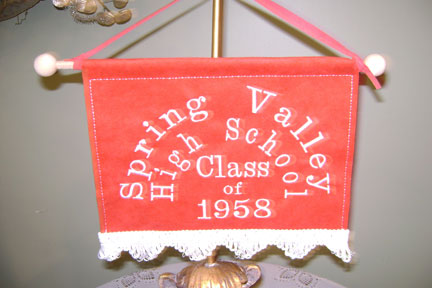 Spring Valley
High School
Class
of
1958